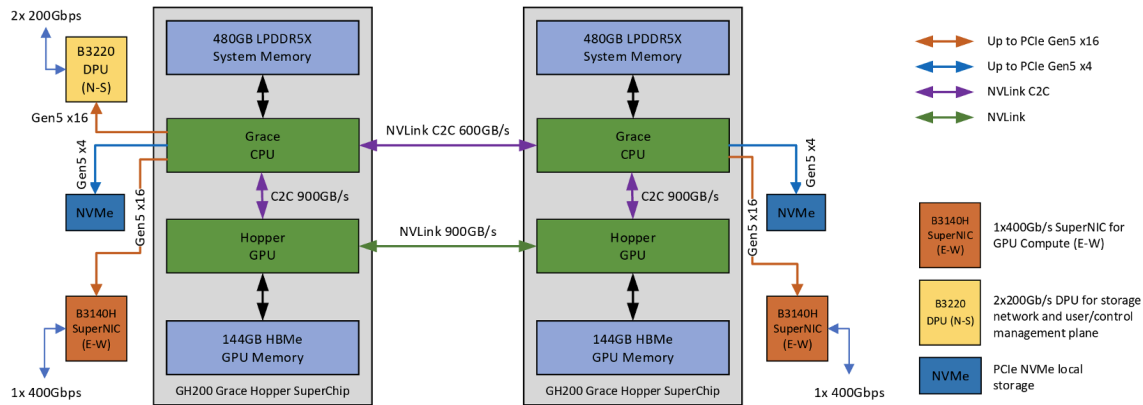 2x 200Gbps
B3220
DPU
(N-S)
Gen5 x16
Gen5 x4
NVMe
Gen5 x16
B3140H
SuperNIC
(E-W)
1x 400Gbps
480GB LPDDR5X
System Memory
Grace
CPU
C2C 900GB/s
Hopper
GPU
144GB HBMe
GPU Memory
GH200 Grace Hopper SuperChip
NVLink C2C 600GB/s
NVLink 900GB/s
480GB LPDDR5X
System Memory
Grace
CPU
C2C 900GB/s
Hopper
GPU
144GB HBMe
GPU Memory
GH200 Grace Hopper SuperChip
Gen5 x4
NVMe
Gen5 x16
B3140H
SuperNIC
(E-W)
1x 400Gbps
Up to PCIe Gen5 x16
Up to PCIe Gen5 x4
NVLink C2C
NVLink
B3140H
SuperNIC
(E-W)
1x400Gb/s SuperNIC for
GPU Compute (E-W)
B3220
DPU (N-S)
2x200Gb/s DPU for storage
network and user/control
management plane
NVMe
PCIe NVMe local
storage